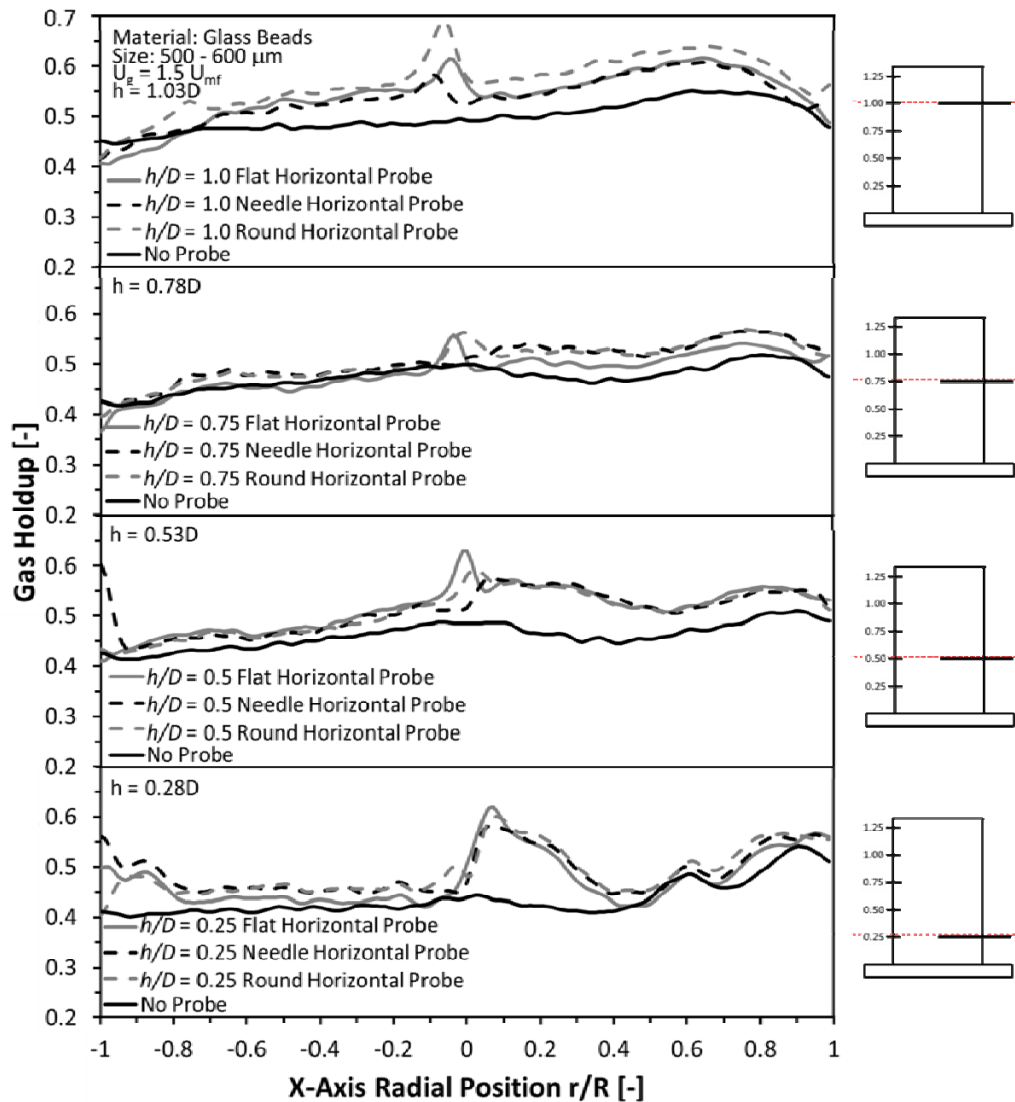 Gas Holdup [-]
0.7
0.6
0.5
0.4
0.3
0.2
Material: Glass Beads
Size: 500 - 600 µm
Ug = 1.5 Umf
h = 1.03D
h/D = 1.0 Flat Horizontal Probe
h/D = 1.0 Needle Horizontal Probe
h/D = 1.0 Round Horizontal Probe
No Probe
1.25
1.00
0.75
0.50
0.25
0.6
0.5
0.4
0.3
0.2
h = 0.78D
h/D = 0.75 Flat Horizontal Probe
h/D = 0.75 Needle Horizontal Probe
h/D = 0.75 Round Horizontal Probe
No Probe
1.25
1.00
0.75
0.50
0.25
0.6
0.5
0.4
0.3
0.2
h = 0.53D
h/D = 0.5 Flat Horizontal Probe
h/D = 0.5 Needle Horizontal Probe
h/D = 0.5 Round Horizontal Probe
No Probe
1.25
1.00
0.75
0.50
0.25
0.6
0.5
0.4
0.3
0.2
h = 0.28D
h/D = 0.25 Flat Horizontal Probe
h/D = 0.25 Needle Horizontal Probe
h/D = 0.25 Round Horizontal Probe
No Probe
1.25
1.00
0.75
0.50
0.25
-1 -0.8 -0.6 -0.4 -0.2 0 0.2 0.4 0.6 0.8 1
X-Axis Radial Position r/R [-]